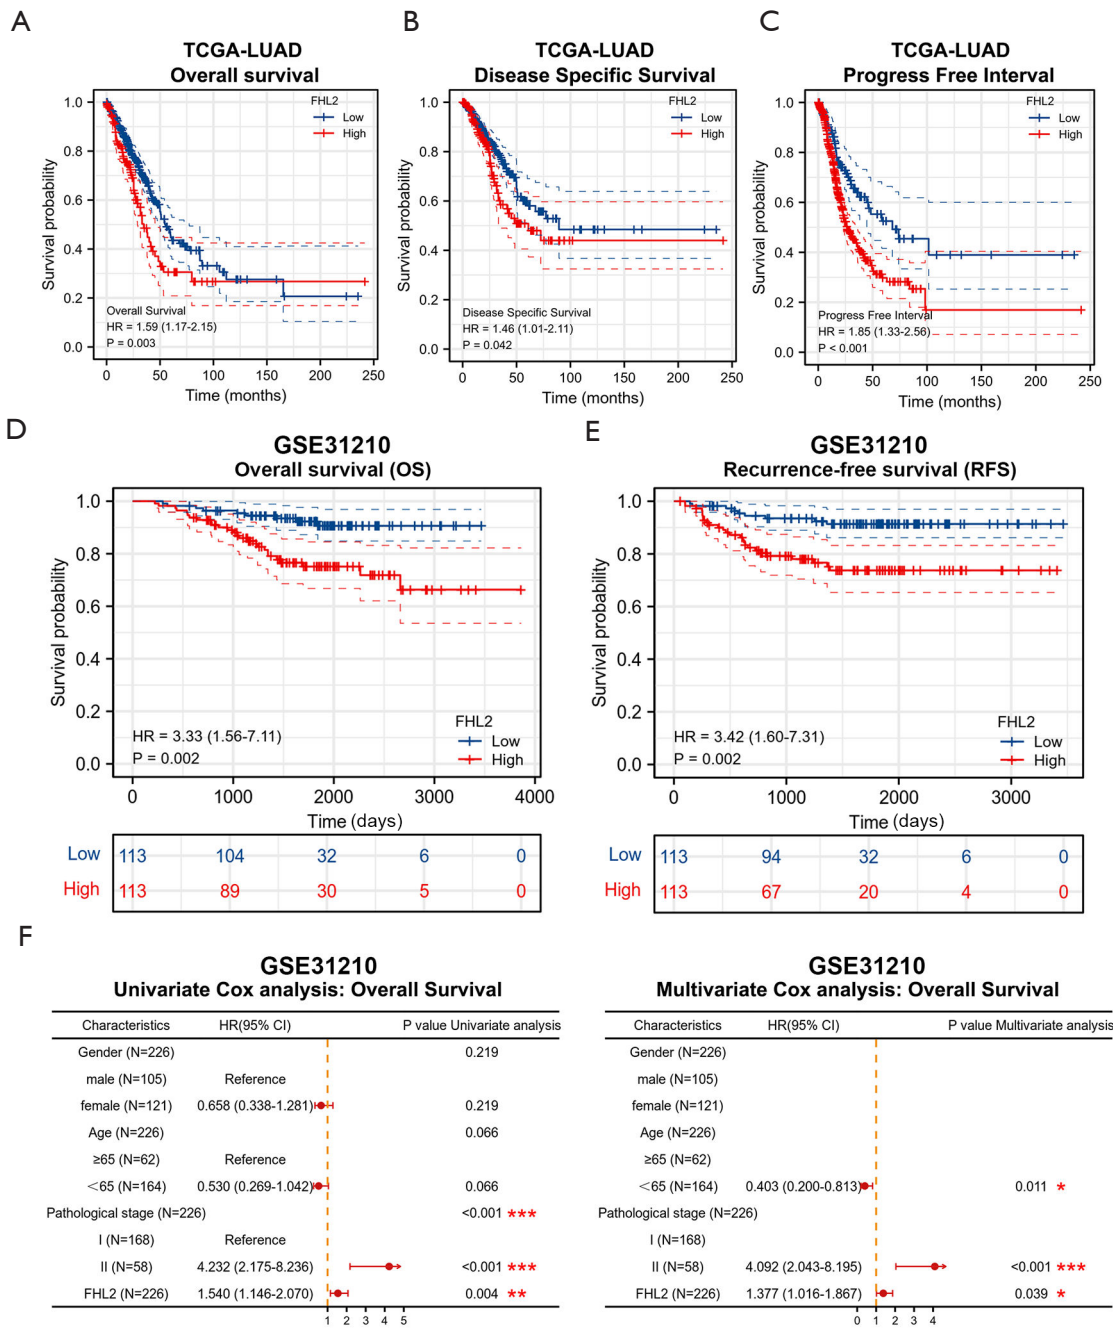 A
TCGA-LUAD
Overall survival
FHL2
Low
High
Survival probability
1.0
0.8
0.6
0.4
0.2
0.0
Overall Survival
HR = 1.59 (1.17-2.15)
P = 0.003
0 50 100 150 200 250
Time (months)
B
TCGA-LUAD
Disease Specific Survival
FHL2
Low
High
Survival probability
1.0
0.8
0.6
0.4
0.2
0.0
Disease Specific Survival
HR = 1.46 (1.01-2.11)
P = 0.042
0 50 100 150 200 250
Time (months)
C
TCGA-LUAD
Progress Free Interval
FHL2
Low
High
Survival probability
1.0
0.8
0.6
0.4
0.2
0.0
Progress Free Interval
HR = 1.85 (1.33-2.56)
P < 0.001
0 50 100 150 200 250
Time (months)
D
GSE31210
Overall survival (OS)
Survival probability
1.0
0.8
0.6
0.4
0.2
0.0
HR = 3.33 (1.56-7.11)
P = 0.002
FHL2
Low
High
0 1000 2000 3000 4000
Time (days)
Low 113 104 32 6 0
High 113 89 30 5 0
E
GSE31210
Recurrence-free survival (RFS)
Survival probability
1.0
0.8
0.6
0.4
0.2
0.0
HR = 3.42 (1.60-7.31)
P = 0.002
FHL2
Low
High
0 1000 2000 3000
Time (days)
Low 113 94 32 6 0
High 113 67 20 4 0
F
GSE31210
Univariate Cox analysis: Overall Survival
Characteristics HR(95% CI) P value Univariate analysis
Gender (N=226) 0.219
male (N=105) Reference
female (N=121) 0.658 (0.338-1.281) 0.219
Age (N=226) 0.066
≥65 (N=62) Reference
<65 (N=164) 0.530 (0.269-1.042) 0.066
Pathological stage (N=226) <0.001 ***
I (N=168) Reference
II (N=58) 4.232 (2.175-8.236) <0.001 ***
FHL2 (N=226) 1.540 (1.146-2.070) 0.004 **
1 2 3 4 5
GSE31210
Multivariate Cox analysis: Overall Survival
Characteristics HR(95% CI) P value Multivariate analysis
Gender (N=226)
male (N=105)
female (N=121)
Age (N=226)
≥65 (N=62)
<65 (N=164) 0.403 (0.200-0.813) 0.011 *
Pathological stage (N=226)
I (N=168)
II (N=58) 4.092 (2.043-8.195) <0.001 ***
FHL2 (N=226) 1.377 (1.016-1.867) 0.039 *
0 1 2 3 4